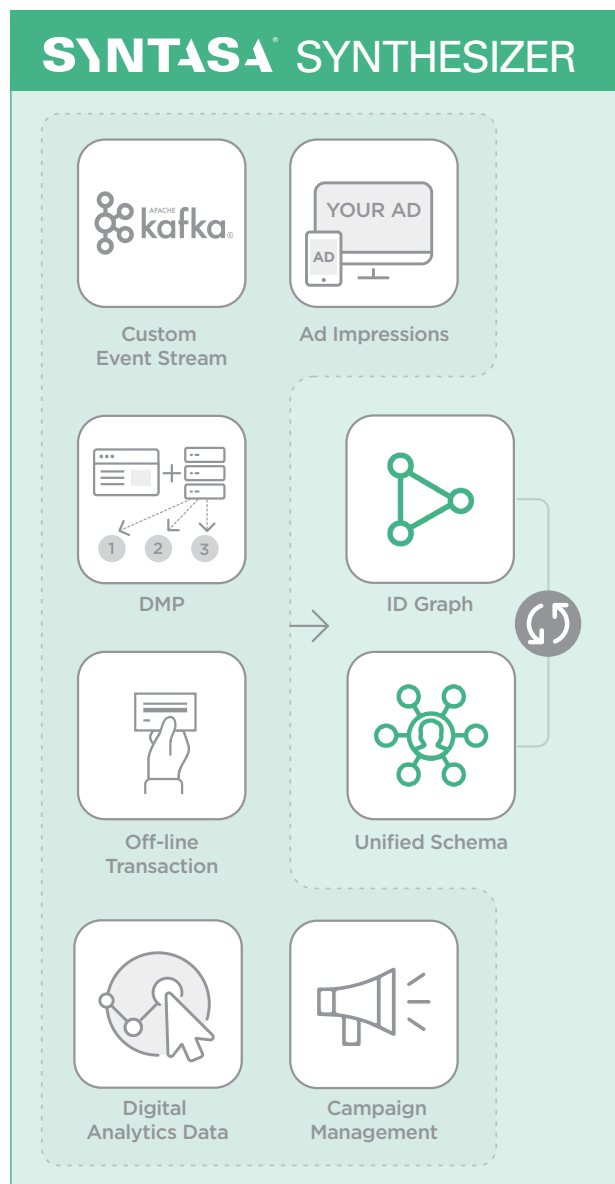 SYNTASA® SYNTHESIZER
APACHE
kafka®
YOUR AD
AD
Custom
Event Stream
Ad Impressions
1 2 3
DMP
ID Graph
Off-line
Transaction
Unified Schema
Digital
Analytics Data
Campaign
Management